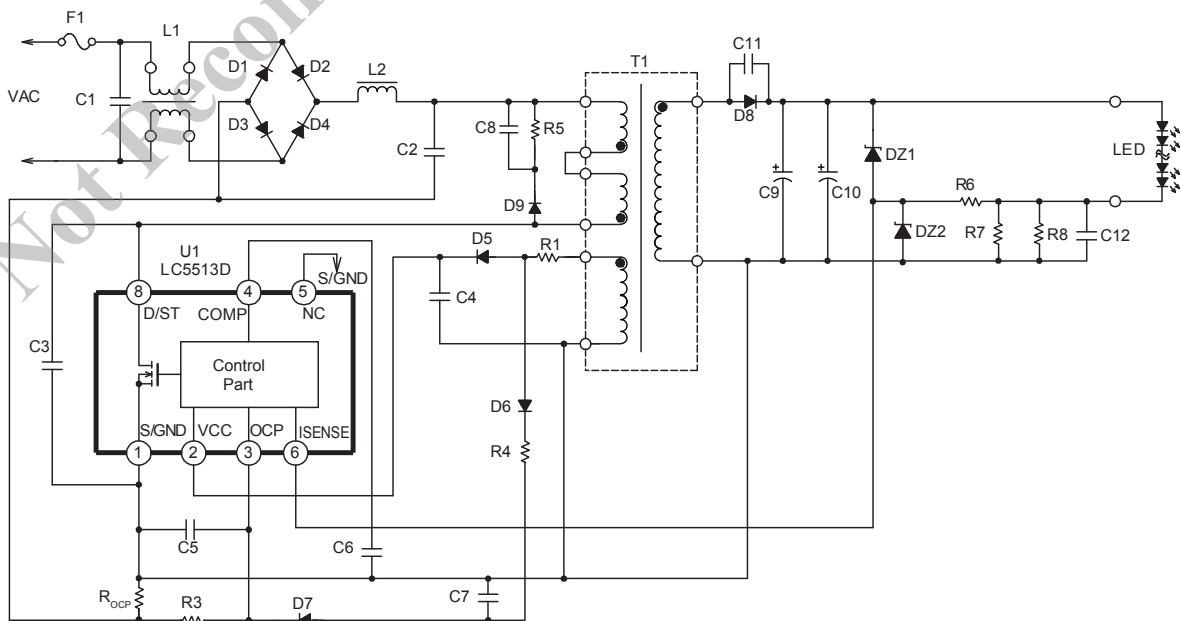 Not Recom
F1
L1
VAC
C1
D1
D2
D3
D4
L2
C2
C8
R5
D9
T1
C11
D8
C9
C10
DZ1
LED
R6
DZ2
R7
R8
C12
D5
R1
C4
U1
LC5513D
S/GND
8
4
5
D/ST
COMP
NC
C3
Control
Part
S/GND
VCC
OCP
ISENSE
1
2
3
6
D6
R4
C5
C6
C7
ROCP
R3
D7